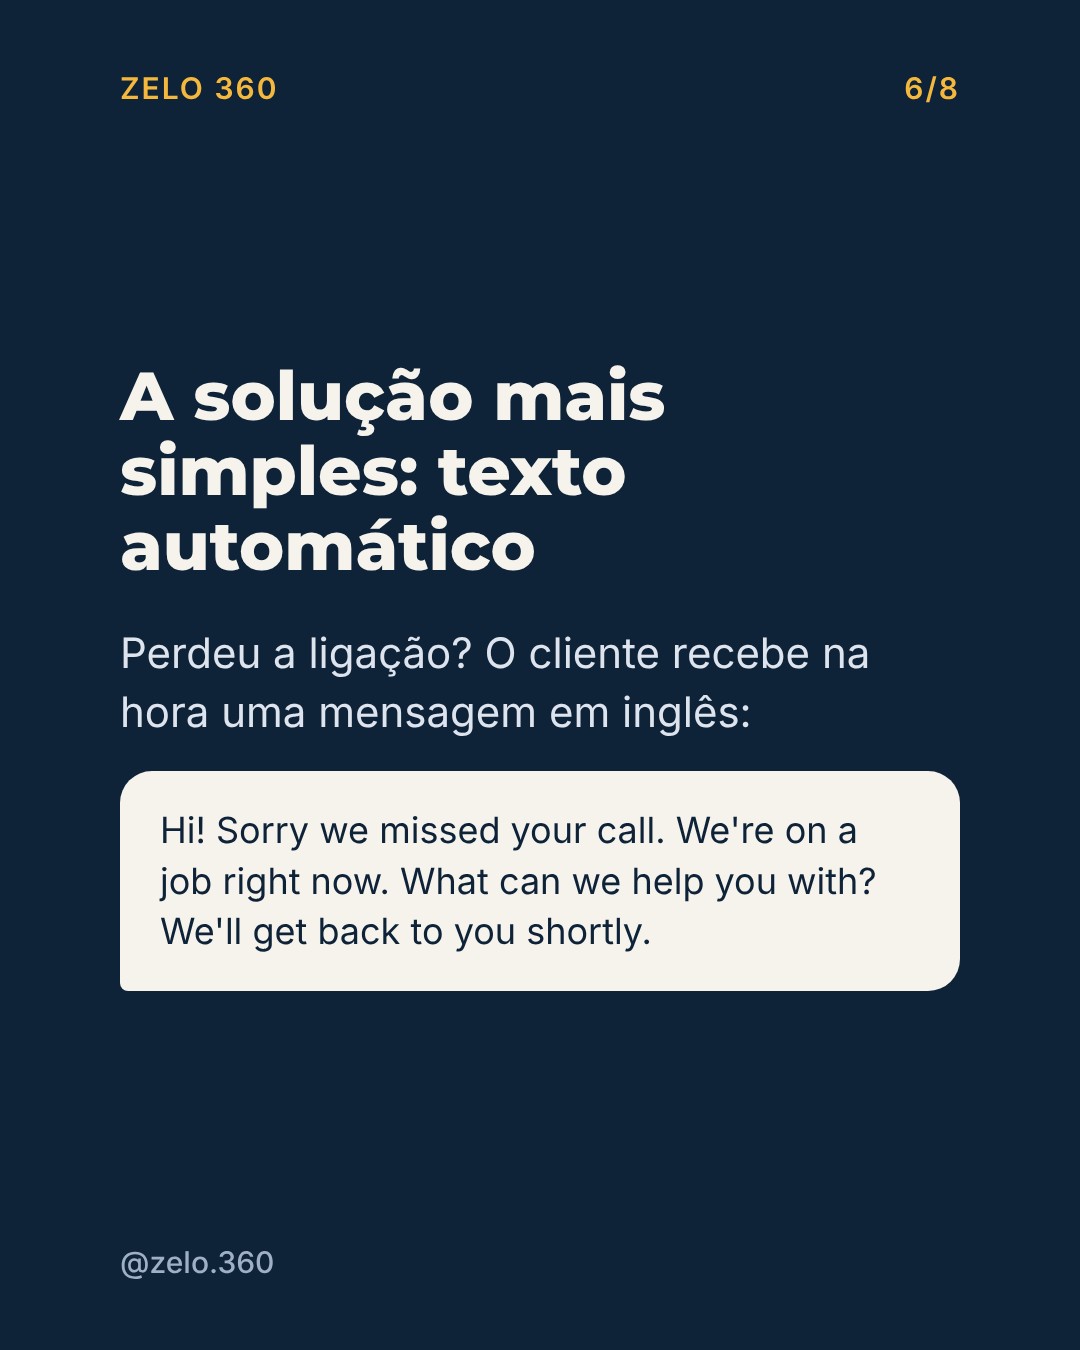 ZELO 360
6/8
A solução mais
simples: texto
automático
Perdeu a ligação? O cliente recebe na
hora uma mensagem em inglês:
Hi! Sorry we missed your call. We're on a
job right now. What can we help you with?
We'll get back to you shortly.
@zelo.360